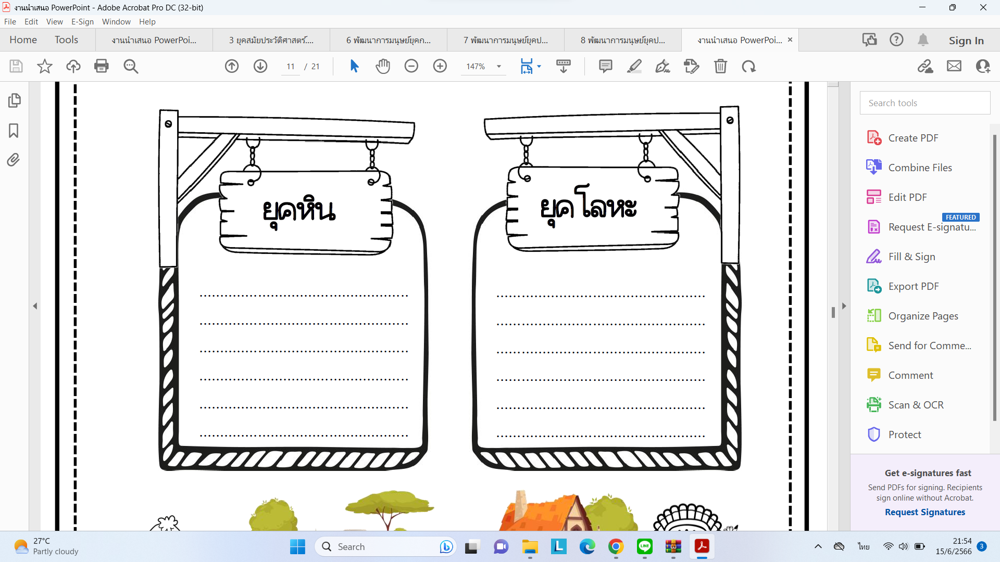 งานนำเสนอ PowerPoint - Adobe Acrobat Pro DC (32-bit)
File Edit View E-Sign Window Help
Home Tools งานนำเสนอ PowerPoi... 3 ยุคสมัยประวัติศาสตร์.... 6 พัฒนาการมนุษย์ยุคก... 7 พัฒนาการมนุษย์ยุคป... 8 พัฒนาการมนุษย์ยุคป... งานนำเสนอ PowerPoi... Sign In
11 / 21 147%
Search tools
Create PDF
Combine Files
Edit PDF
FEATURED
Request E-signatu...
Fill & Sign
Export PDF
Organize Pages
Send for Comme...
Comment
Scan & OCR
Protect
Get e-signatures fast
Send PDFs for signing. Recipients
sign online without Acrobat.
Request Signatures
ยุคหิน
ยุคโลหะ
27°C
Partly cloudy
Search
ไทย
21:54
15/6/2566
3